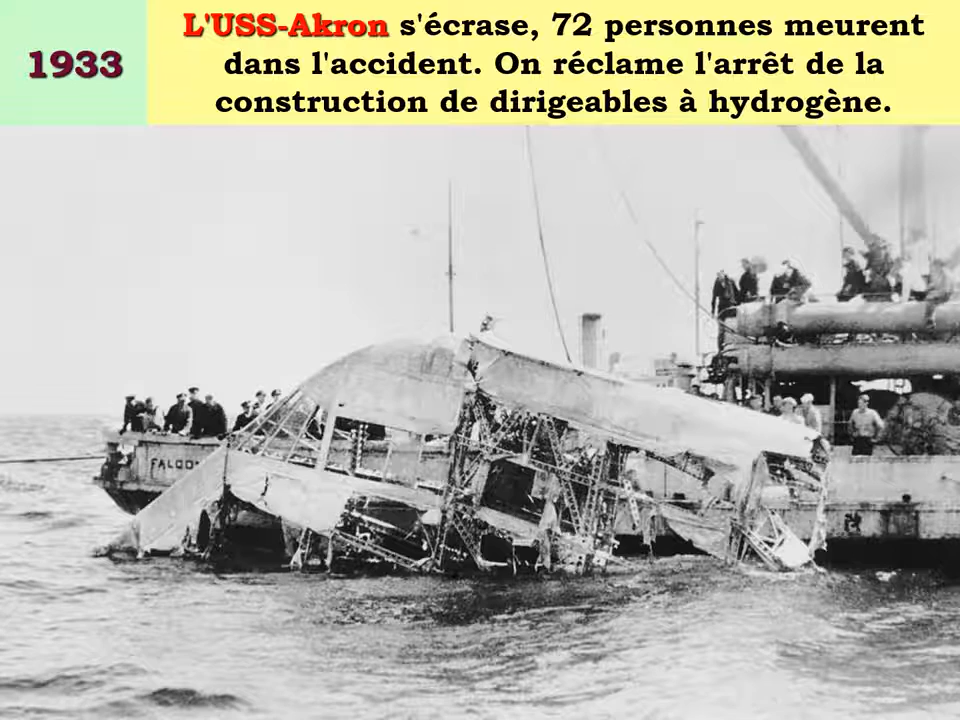 1933
L'USS-Akron s'écrase, 72 personnes meurent
dans l'accident. On réclame l'arrêt de la
construction de dirigeables à hydrogène.
FALCO